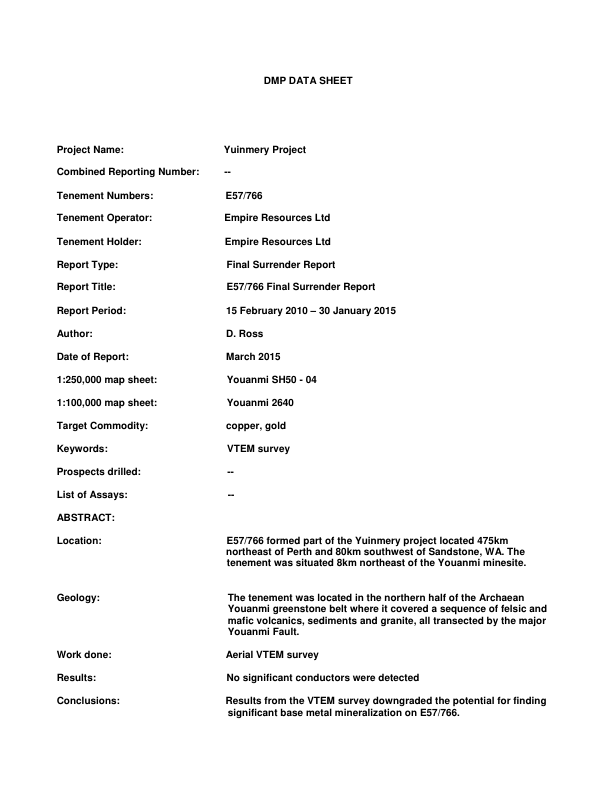 DMP DATA SHEET
Project Name: Yuinmery Project
Combined Reporting Number: --
Tenement Numbers: E57/766
Tenement Operator: Empire Resources Ltd
Tenement Holder: Empire Resources Ltd
Report Type: Final Surrender Report
Report Title: E57/766 Final Surrender Report
Report Period: 15 February 2010 – 30 January 2015
Author: D. Ross
Date of Report: March 2015
1:250,000 map sheet: Youanmi SH50 - 04
1:100,000 map sheet: Youanmi 2640
Target Commodity: copper, gold
Keywords: VTEM survey
Prospects drilled: --
List of Assays: --
ABSTRACT:
Location: E57/766 formed part of the Yuinmery project located 475km
northeast of Perth and 80km southwest of Sandstone, WA. The
tenement was situated 8km northeast of the Youanmi minesite.
Geology: The tenement was located in the northern half of the Archaean
Youanmi greenstone belt where it covered a sequence of felsic and
mafic volcanics, sediments and granite, all transected by the major
Youanmi Fault.
Work done: Aerial VTEM survey
Results: No significant conductors were detected
Conclusions: Results from the VTEM survey downgraded the potential for finding
significant base metal mineralization on E57/766.